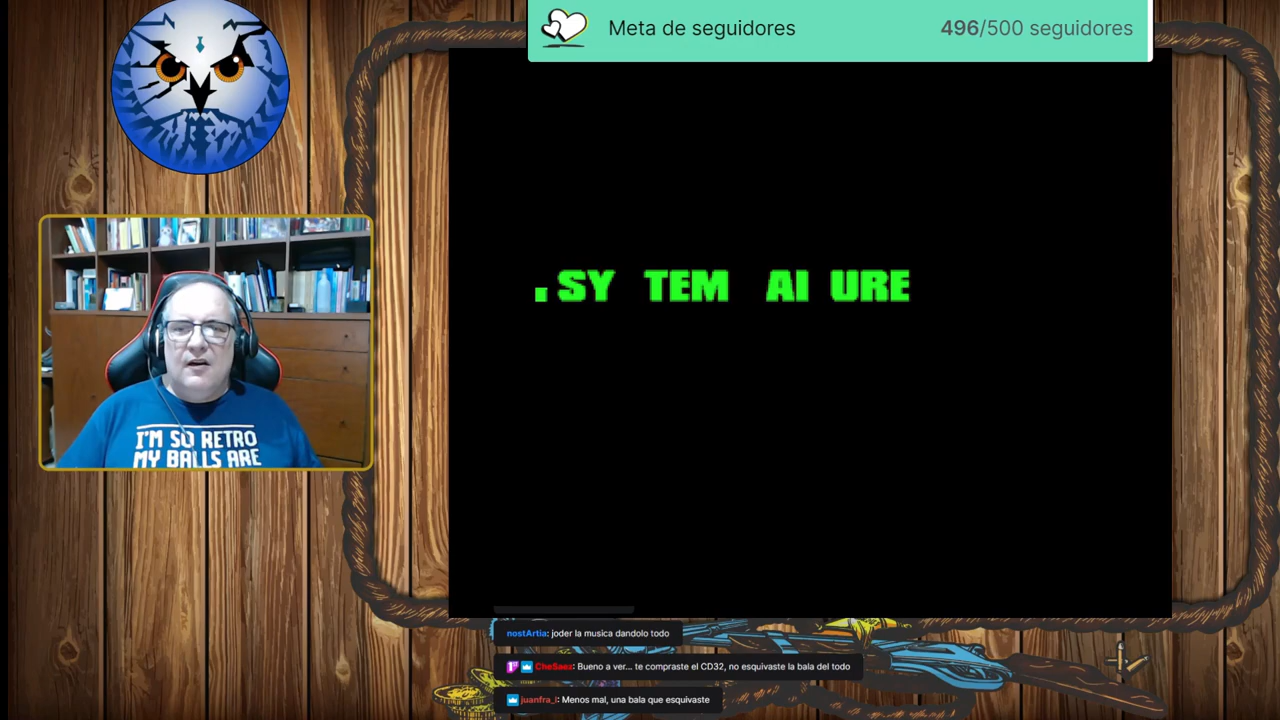 Meta de seguidores 496/500 seguidores
.SY TEM AI URE
I'M SO RETRO
MY BALLS ARE
nostArtia: joder la musica dandolo todo
CheSaez: Bueno a ver... te compraste el CD32, no esquivaste la bala del todo
juanfra_!: Menos mal, una bala que esquivaste